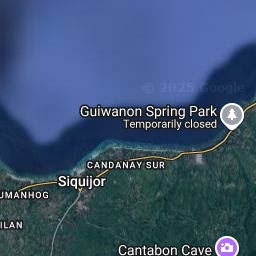 © 2025 Google
Guiwanon Spring Park
Temporarily closed
CANDANAY SUR
Siquijor
UMANHOG
ILAN
Cantabon Cave